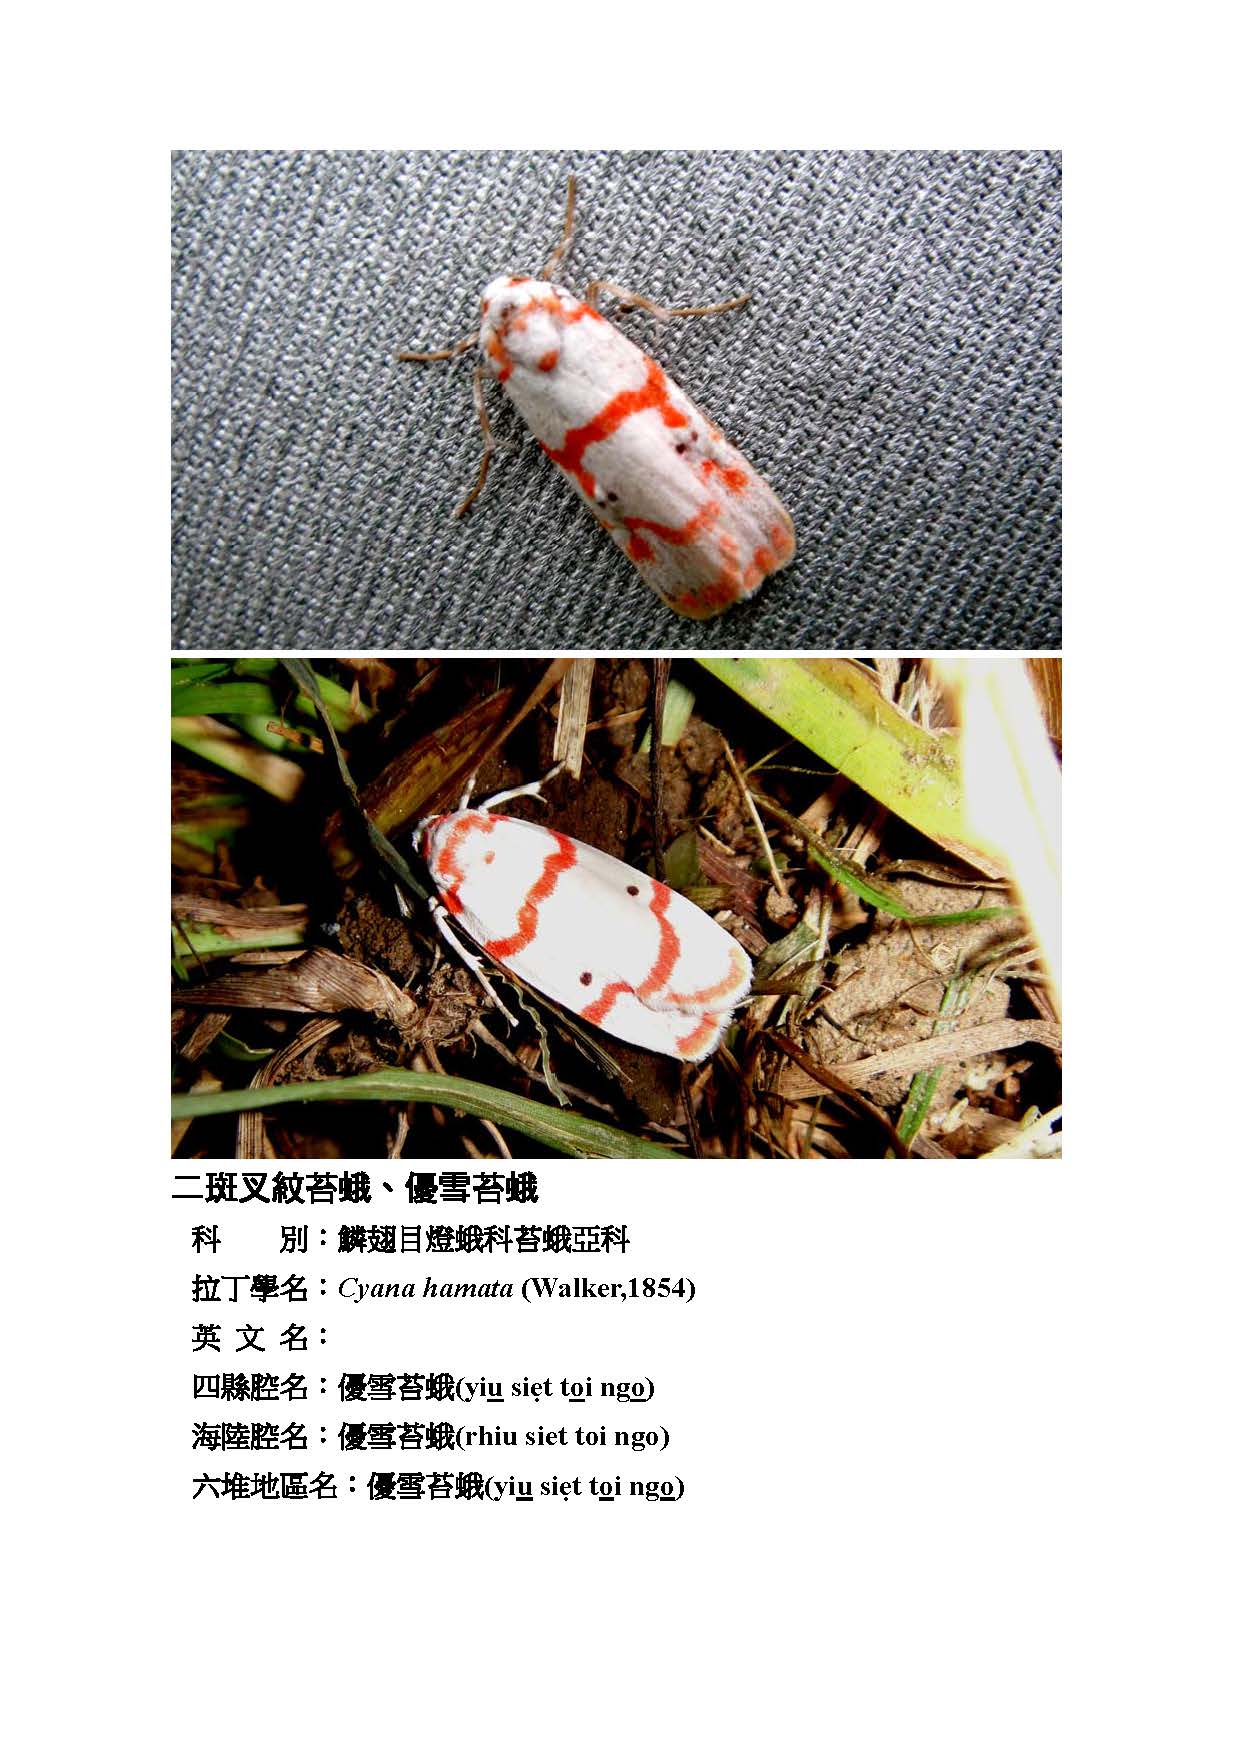 二斑叉紋苔蛾、優雪苔蛾
科　　別：鱗翅目燈蛾科苔蛾亞科
拉丁學名：Cyana hamata (Walker,1854)
英 文 名：
四縣腔名：優雪苔蛾(yiu siẹt toi ngo)
海陸腔名：優雪苔蛾(rhiu siet toi ngo)
六堆地區名：優雪苔蛾(yiu siẹt toi ngo)